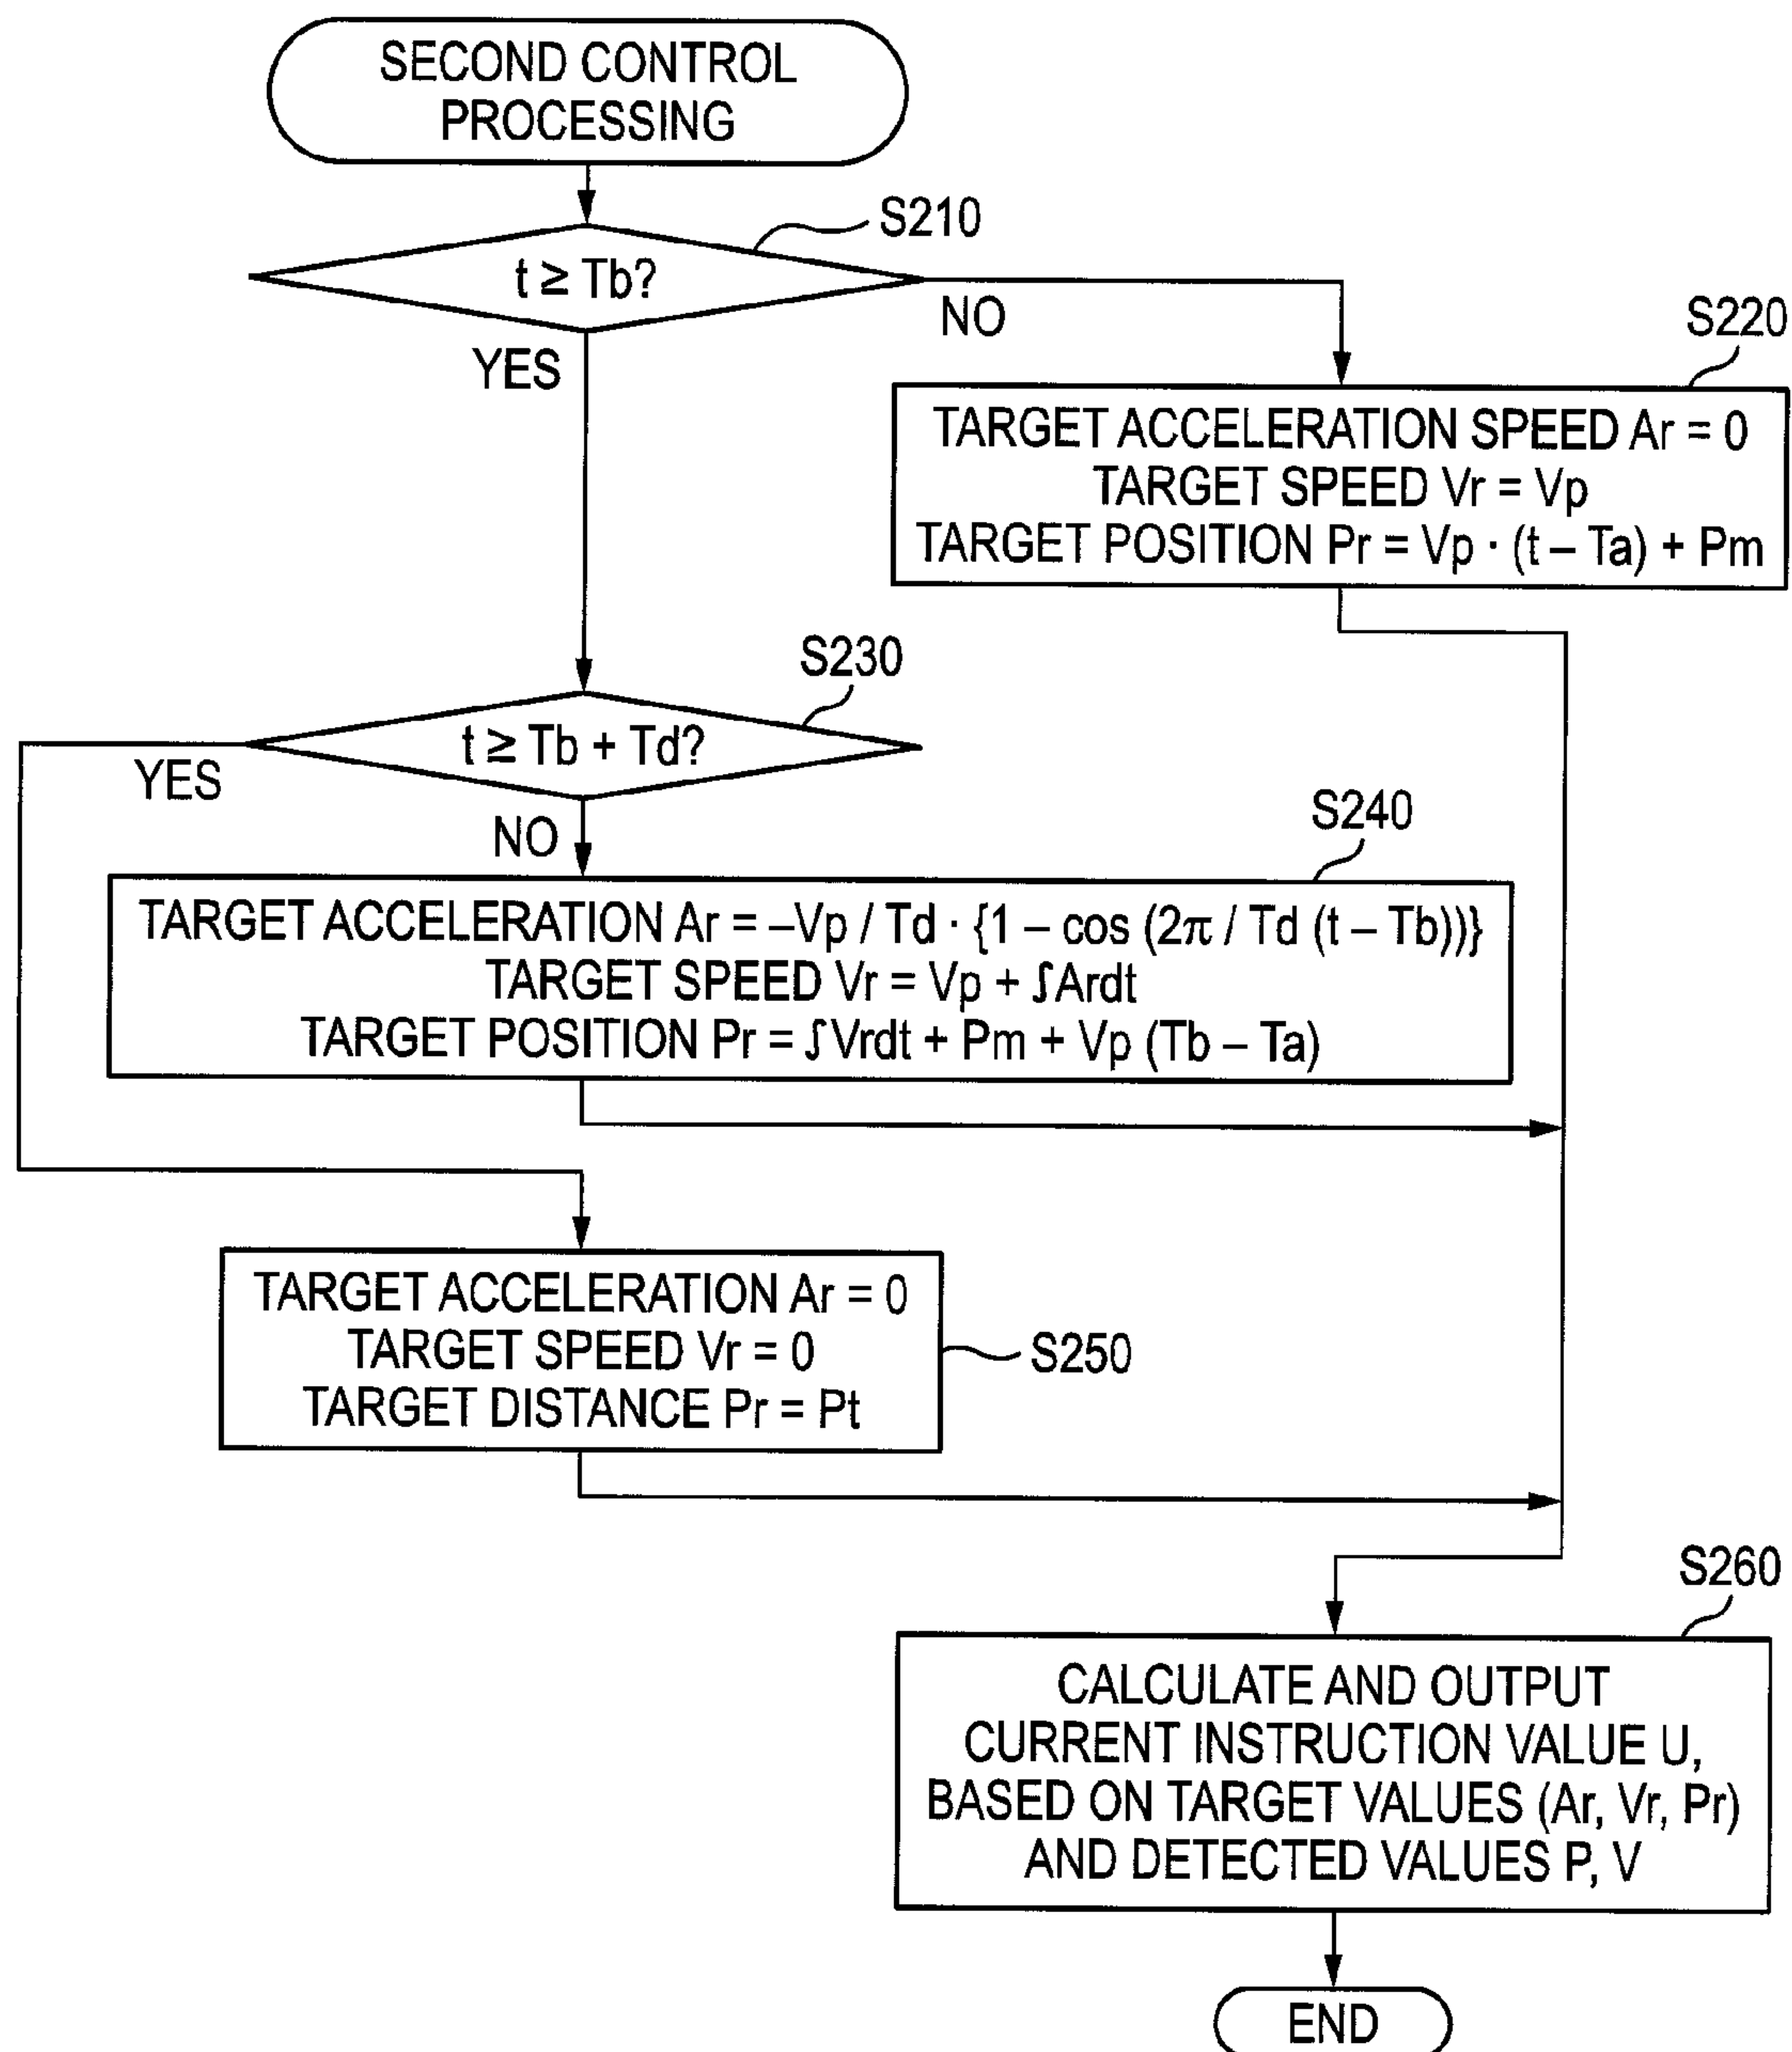 SECOND CONTROL
PROCESSING
S210
t ≥ Tb?
NO
YES
S220
TARGET ACCELERATION SPEED Ar = 0
TARGET SPEED Vr = Vp
TARGET POSITION Pr = Vp · (t – Ta) + Pm
S230
t ≥ Tb + Td?
YES
NO
S240
TARGET ACCELERATION Ar = –Vp / Td · {1 – cos (2π / Td (t – Tb))}
TARGET SPEED Vr = Vp + ∫Ardt
TARGET POSITION Pr = ∫Vrdt + Pm + Vp (Tb – Ta)
TARGET ACCELERATION Ar = 0
TARGET SPEED Vr = 0
TARGET DISTANCE Pr = Pt
S250
S260
CALCULATE AND OUTPUT
CURRENT INSTRUCTION VALUE U,
BASED ON TARGET VALUES (Ar, Vr, Pr)
AND DETECTED VALUES P, V
END